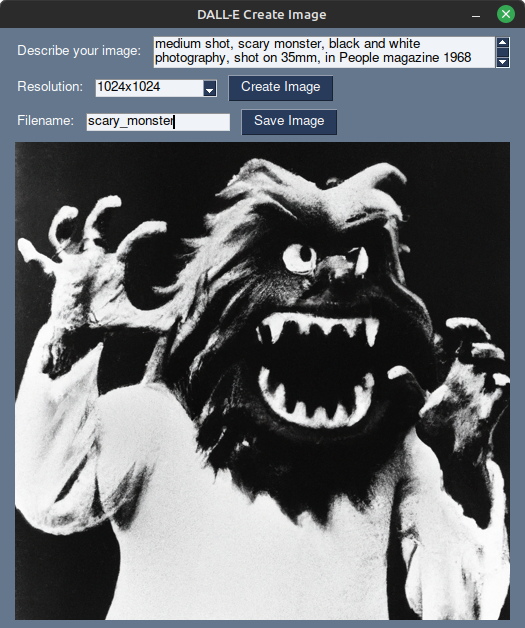 DALL-E Create Image
Describe your image:
medium shot, scary monster, black and white
photography, shot on 35mm, in People magazine 1968
Resolution: 1024x1024 Create Image
Filename: scary_monster Save Image